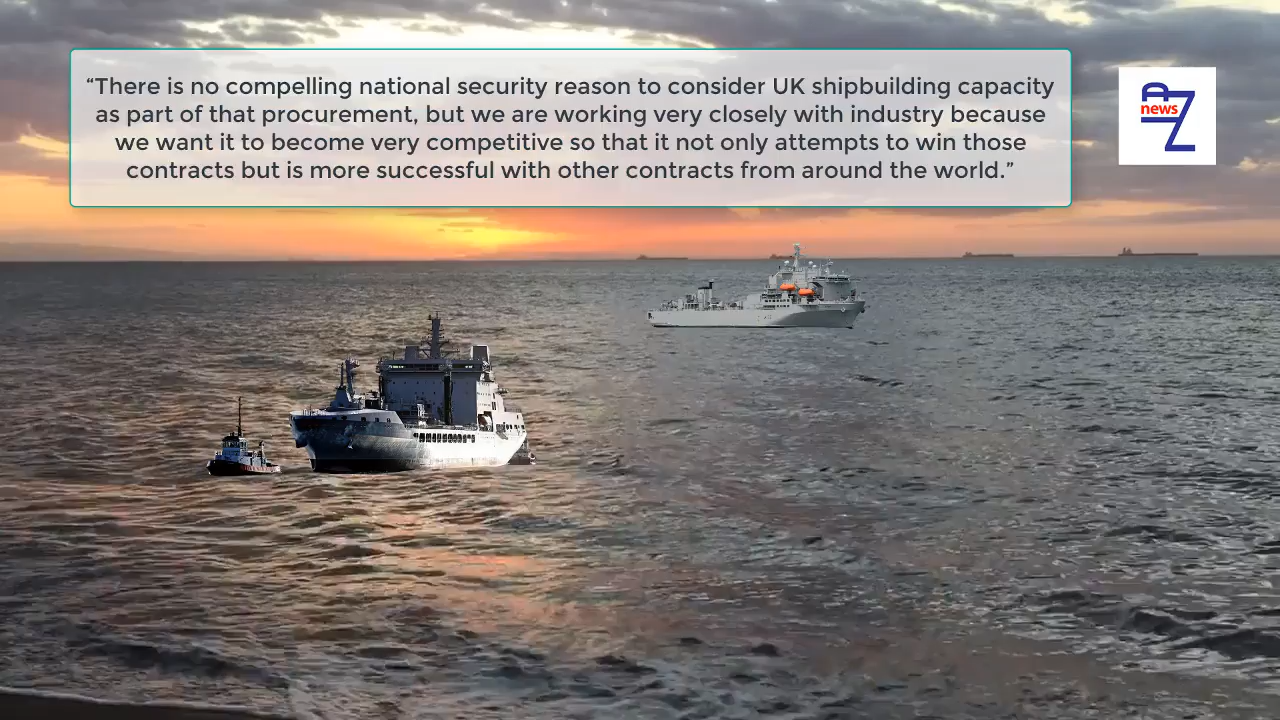 “There is no compelling national security reason to consider UK shipbuilding capacity
as part of that procurement, but we are working very closely with industry because
we want it to become very competitive so that it not only attempts to win those
contracts but is more successful with other contracts from around the world.”
AZ
news